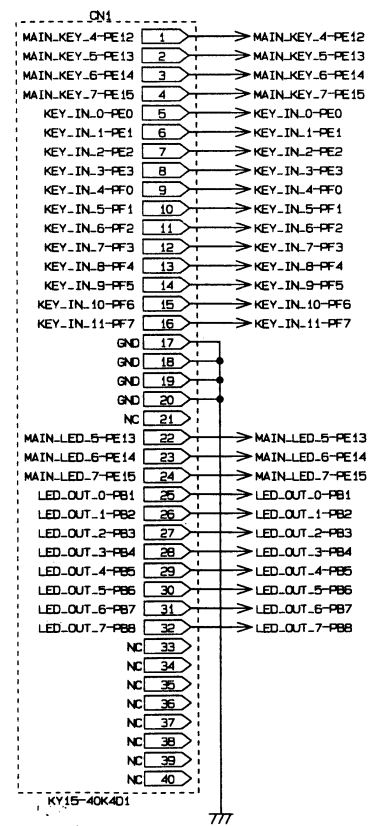 CN1
MAIN_KEY_4-PE12 1 MAIN_KEY_4-PE12
MAIN_KEY_5-PE13 2 MAIN_KEY_5-PE13
MAIN_KEY_6-PE14 3 MAIN_KEY_6-PE14
MAIN_KEY_7-PE15 4 MAIN_KEY_7-PE15
KEY_IN_0-PE0 5 KEY_IN_0-PE0
KEY_IN_1-PE1 6 KEY_IN_1-PE1
KEY_IN_2-PE2 7 KEY_IN_2-PE2
KEY_IN_3-PE3 8 KEY_IN_3-PE3
KEY_IN_4-PF0 9 KEY_IN_4-PF0
KEY_IN_5-PF1 10 KEY_IN_5-PF1
KEY_IN_6-PF2 11 KEY_IN_6-PF2
KEY_IN_7-PF3 12 KEY_IN_7-PF3
KEY_IN_8-PF4 13 KEY_IN_8-PF4
KEY_IN_9-PF5 14 KEY_IN_9-PF5
KEY_IN_10-PF6 15 KEY_IN_10-PF6
KEY_IN_11-PF7 16 KEY_IN_11-PF7
GND 17
GND 18
GND 19
GND 20
NC 21
MAIN_LED_5-PE13 22 MAIN_LED_5-PE13
MAIN_LED_6-PE14 23 MAIN_LED_6-PE14
MAIN_LED_7-PE15 24 MAIN_LED_7-PE15
LED_OUT_0-PB1 25 LED_OUT_0-PB1
LED_OUT_1-PB2 26 LED_OUT_1-PB2
LED_OUT_2-PB3 27 LED_OUT_2-PB3
LED_OUT_3-PB4 28 LED_OUT_3-PB4
LED_OUT_4-PB5 29 LED_OUT_4-PB5
LED_OUT_5-PB6 30 LED_OUT_5-PB6
LED_OUT_6-PB7 31 LED_OUT_6-PB7
LED_OUT_7-PB8 32 LED_OUT_7-PB8
NC 33
NC 34
NC 35
NC 36
NC 37
NC 38
NC 39
NC 40
KY15-40K4D1